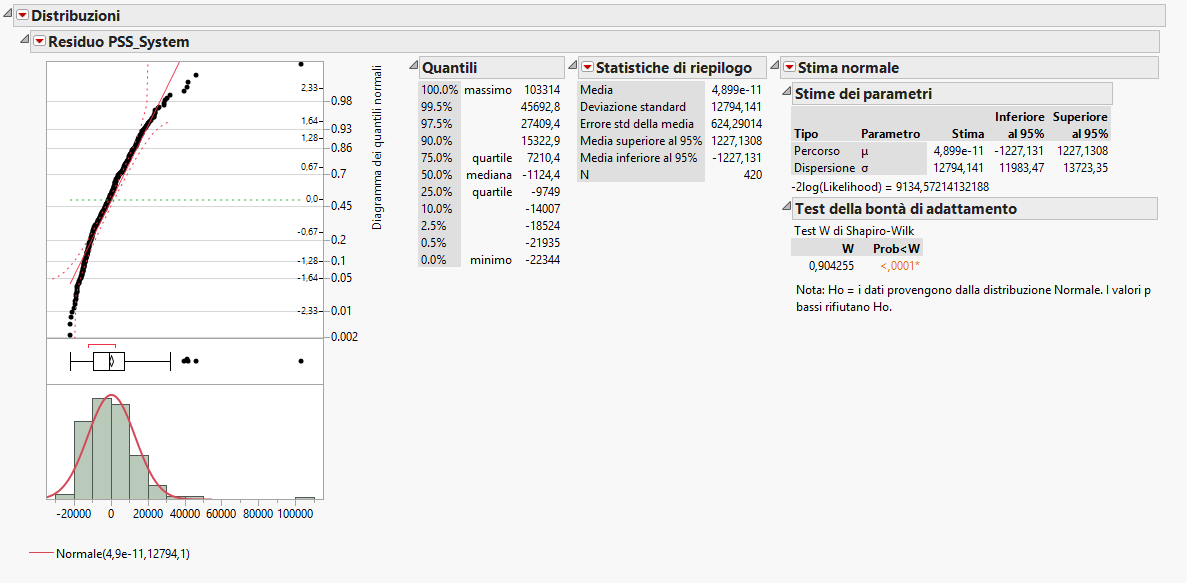 Distribuzioni
Residuo PSS_System
Diagramma dei quantili normali
2,33
1,64
1,28
0,67
0,0
-0,67
-1,28
-1,64
-2,33
0.98
0.93
0.86
0.7
0.45
0.2
0.1
0.05
0.01
0.002
-20000 0 20000 40000 60000 80000 100000
Normale(4,9e-11,12794,1)
Quantili
100.0% massimo 103314
99.5% 45692,8
97.5% 27409,4
90.0% 15322,9
75.0% quartile 7210,4
50.0% mediana -1124,4
25.0% quartile -9749
10.0% -14007
2.5% -18524
0.5% -21935
0.0% minimo -22344
Statistiche di riepilogo
Media 4,899e-11
Deviazione standard 12794,141
Errore std della media 624,29014
Media superiore al 95% 1227,1308
Media inferiore al 95% -1227,131
N 420
Stima normale
Stime dei parametri
Inferiore Superiore
Tipo Parametro Stima al 95% al 95%
Percorso μ 4,899e-11 -1227,131 1227,1308
Dispersione σ 12794,141 11983,47 13723,35
-2log(Likelihood) = 9134,57214132188
Test della bontà di adattamento
Test W di Shapiro-Wilk
W Prob<W
0,904255 <,0001*
Nota: Ho = i dati provengono dalla distribuzione Normale. I valori p
bassi rifiutano Ho.